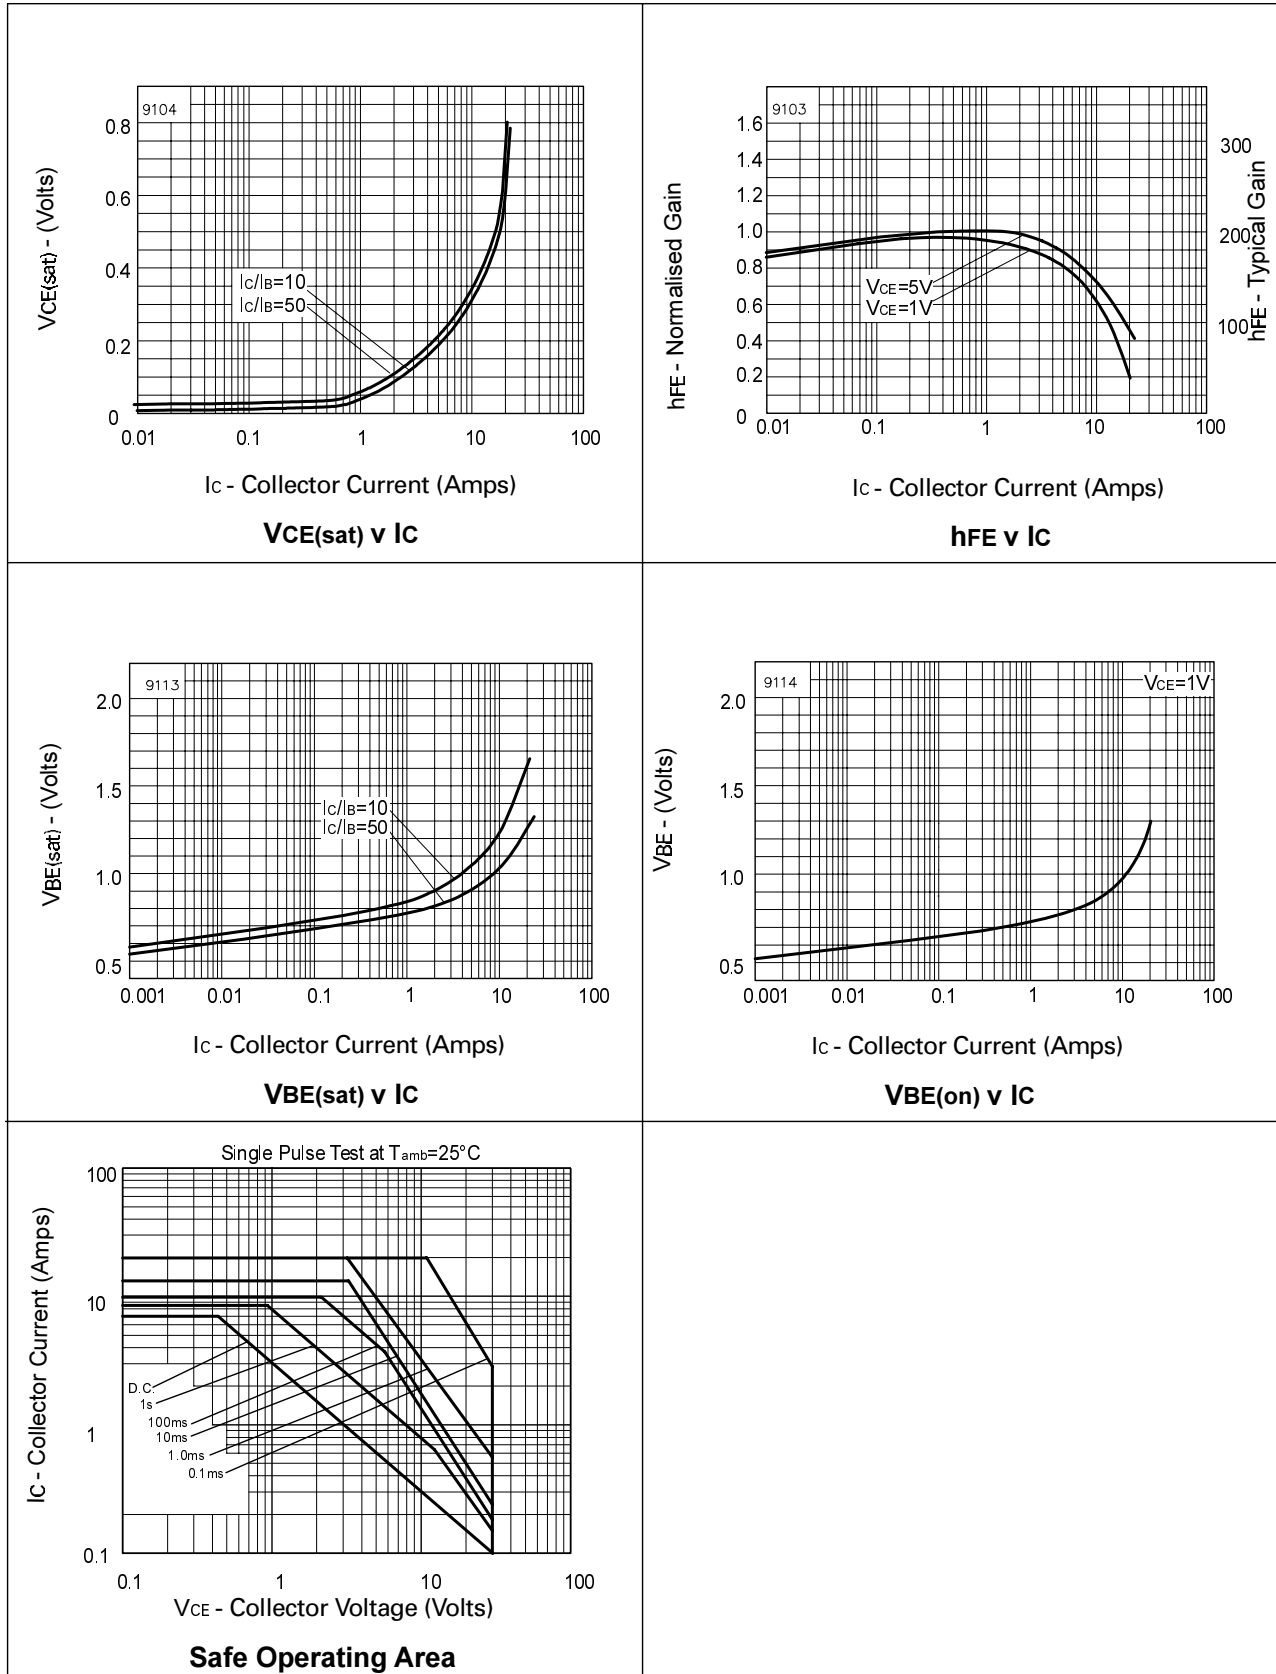 9104
0.8
0.6
0.4
0.2
0
VCE(sat) - (Volts)
IC/IB=10
IC/IB=50
0.01 0.1 1 10 100
IC - Collector Current (Amps)
VCE(sat) v IC
9103
1.6
1.4
1.2
1.0
0.8
0.6
0.4
0.2
0
hFE - Normalised Gain
300
200
100
hFE - Typical Gain
VCE=5V
VCE=1V
0.01 0.1 1 10 100
IC - Collector Current (Amps)
hFE v IC
9113
2.0
1.5
1.0
0.5
VBE(sat) - (Volts)
IC/IB=10
IC/IB=50
0.001 0.01 0.1 1 10 100
IC - Collector Current (Amps)
VBE(sat) v IC
9114
VCE=1V
2.0
1.5
1.0
0.5
VBE - (Volts)
0.001 0.01 0.1 1 10 100
IC - Collector Current (Amps)
VBE(on) v IC
Single Pulse Test at Tamb=25°C
100
10
1
0.1
IC - Collector Current (Amps)
D.C.
1s
100ms
10ms
1.0ms
0.1ms
0.1 1 10 100
VCE - Collector Voltage (Volts)
Safe Operating Area